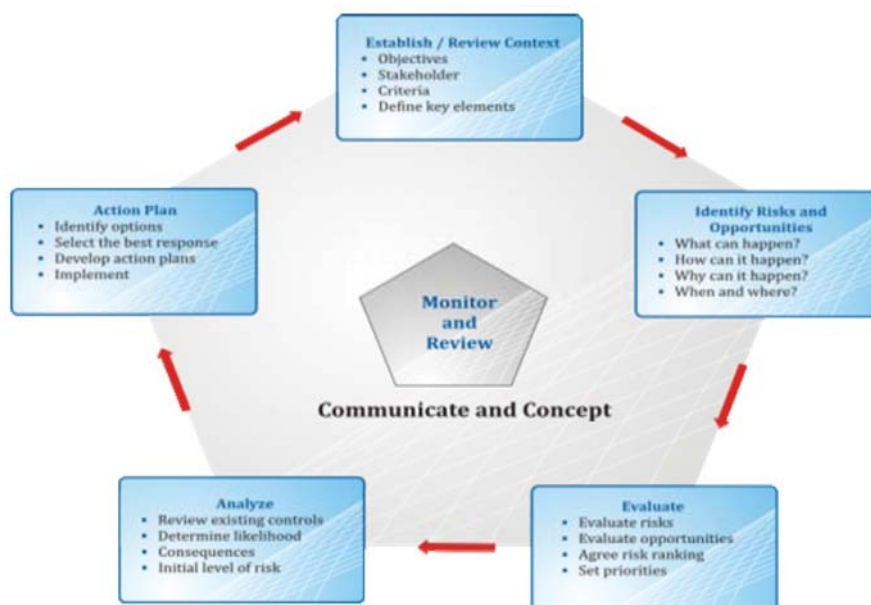 Establish / Review Context
▪ Objectives
▪ Stakeholder
▪ Criteria
▪ Define key elements
Identify Risks and
Opportunities
▪ What can happen?
▪ How can it happen?
▪ Why can it happen?
▪ When and where?
Evaluate
▪ Evaluate risks
▪ Evaluate opportunities
▪ Agree risk ranking
▪ Set priorities
Analyze
▪ Review existing controls
▪ Determine likelihood
▪ Consequences
▪ Initial level of risk
Action Plan
▪ Identify options
▪ Select the best response
▪ Develop action plans
▪ Implement
Monitor
and
Review
Communicate and Concept